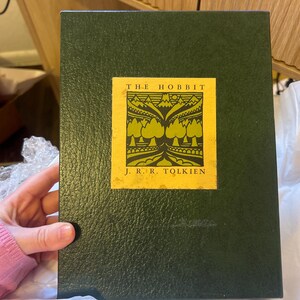 THE HOBBIT
J. R. R. TOLKIEN